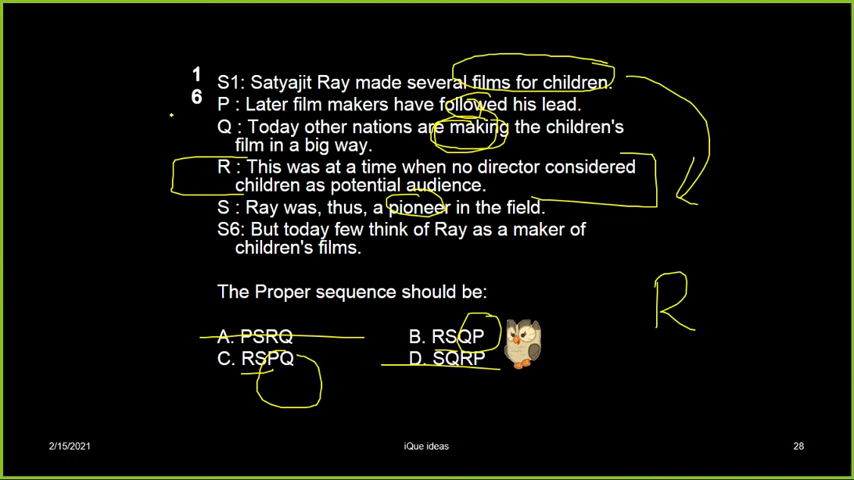 1
6
S1: Satyajit Ray made several films for children.
P : Later film makers have followed his lead.
Q : Today other nations are making the children's
film in a big way.
R : This was at a time when no director considered
children as potential audience.
S : Ray was, thus, a pioneer in the field.
S6: But today few think of Ray as a maker of
children's films.
The Proper sequence should be:
A. PSRQ
B. RSQP
C. RSPQ
D. SQRP
R
2/15/2021
iQue ideas
28